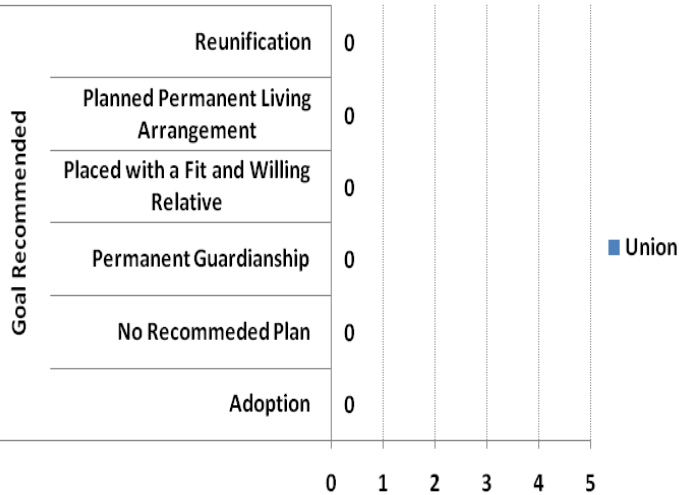 Goal Recommended
Reunification 0
Planned Permanent Living
Arrangement 0
Placed with a Fit and Willing
Relative 0
Permanent Guardianship 0
No Recommeded Plan 0
Adoption 0
Union
0 1 2 3 4 5